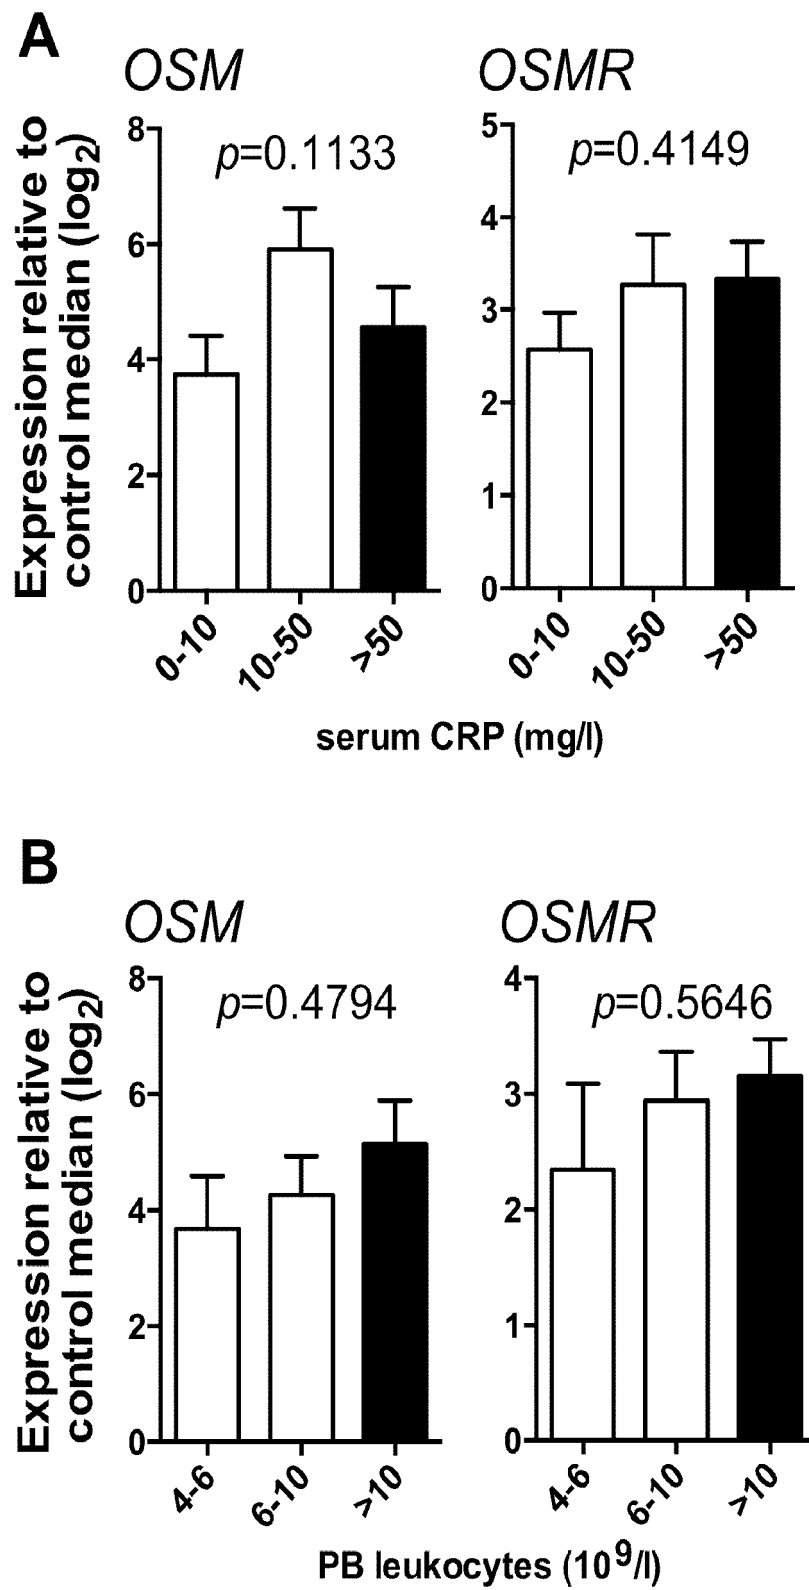 A
OSM
OSMR
Expression relative to
control median (log2)
8
6
4
2
0
p=0.1133
0-10
10-50
>50
5
4
3
2
1
0
p=0.4149
0-10
10-50
>50
serum CRP (mg/l)
B
OSM
OSMR
Expression relative to
control median (log2)
8
6
4
2
0
p=0.4794
4-6
6-10
>10
4
3
2
1
0
p=0.5646
4-6
6-10
>10
PB leukocytes (10^9/l)